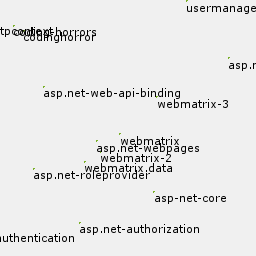 usermanage
tpcontext
coding-horrors
codinghorror
asp.n
asp.net-web-api-binding
webmatrix-3
webmatrix
asp.net-webpages
webmatrix-2
webmatrix.data
asp.net-roleprovider
asp-net-core
asp.net-authorization
authentication